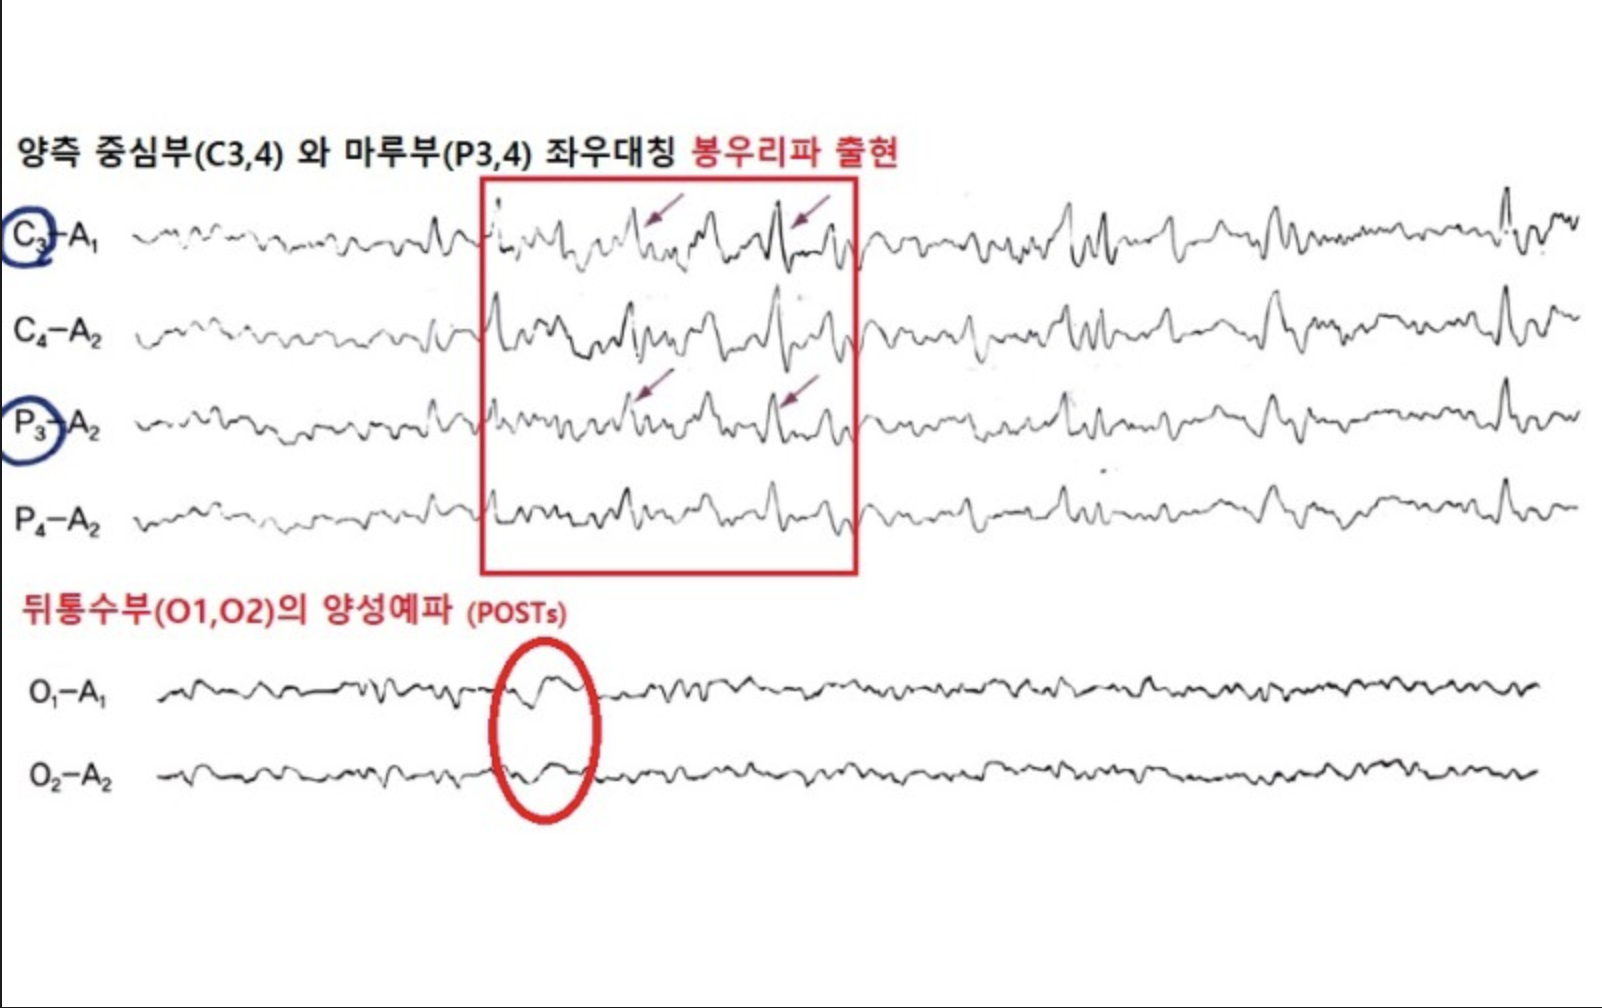 양측 중심부(C3,4) 와 마루부(P3,4) 좌우대칭 봉우리파 출현
C₃-A₁
C₄-A₂
P₃-A₂
P₄-A₂
뒤통수부(O1,O2)의 양성예파 (POSTs)
O₁-A₁
O₂-A₂